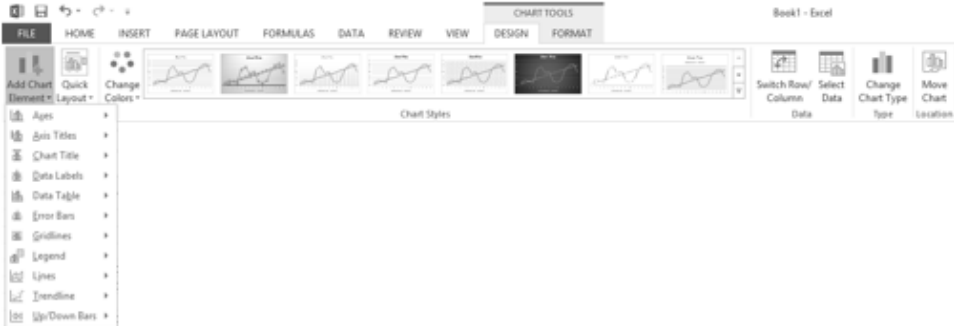 CHART TOOLS
Book1 - Excel
FILE HOME INSERT PAGE LAYOUT FORMULAS DATA REVIEW VIEW DESIGN FORMAT
Add Chart Element
Quick Layout
Change Colors
Switch Row/ Column
Select Data
Change Chart Type
Move Chart
Chart Styles
Data
Type
Location
Axes
Axis Titles
Chart Title
Data Labels
Data Table
Error Bars
Gridlines
Legend
Lines
Trendline
Up/Down Bars